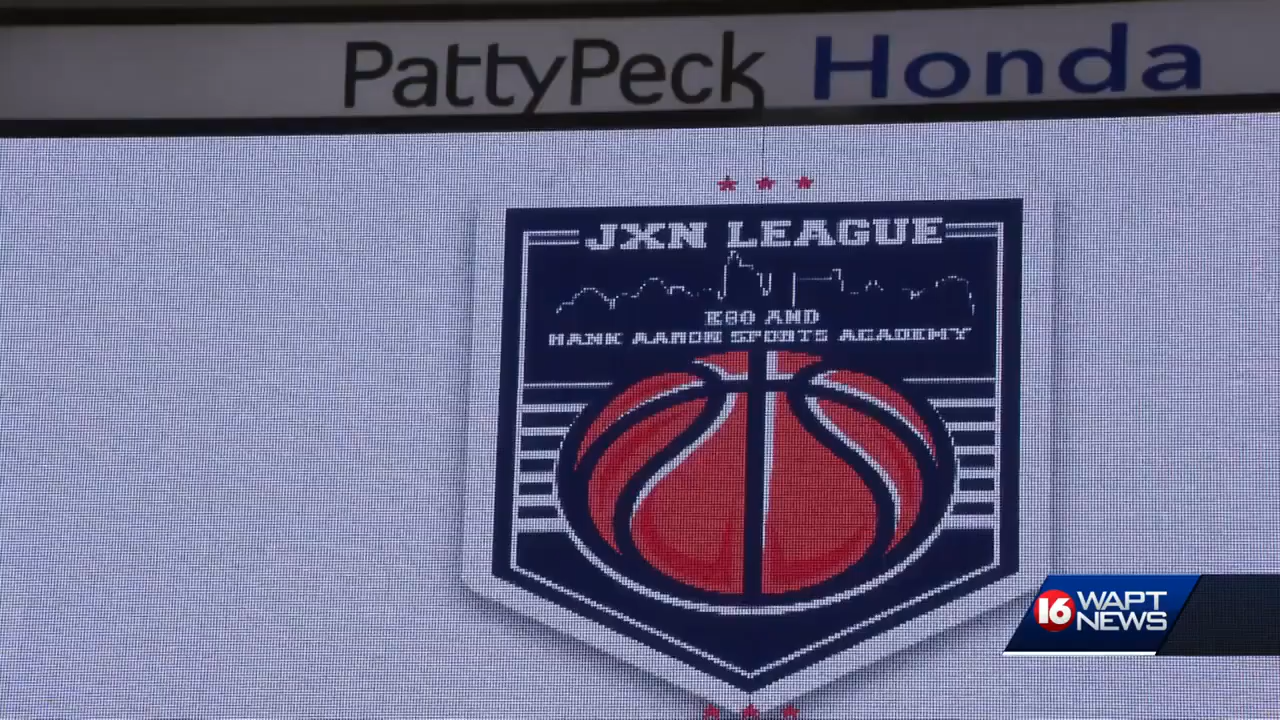 PattyPeck Honda
JXN LEAGUE
E80 AND
HANK AARON SPORTS ACADEMY
16 WAPT
NEWS